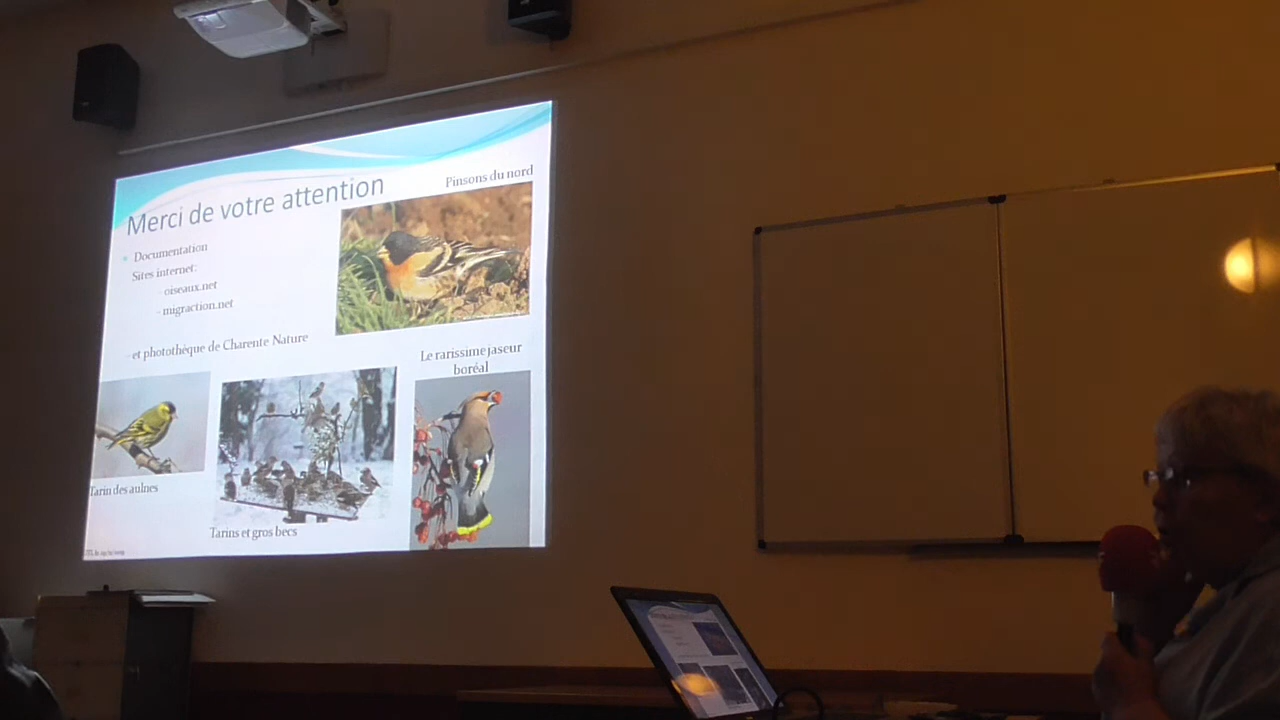 Merci de votre attention
Pinsons du nord
Documentation
Sites internet:
- oiseaux.net
- migraction.net
- et photothèque de Charente Nature
Le rarissime jaseur
boréal
Tarin des aulnes
Tarins et gros becs